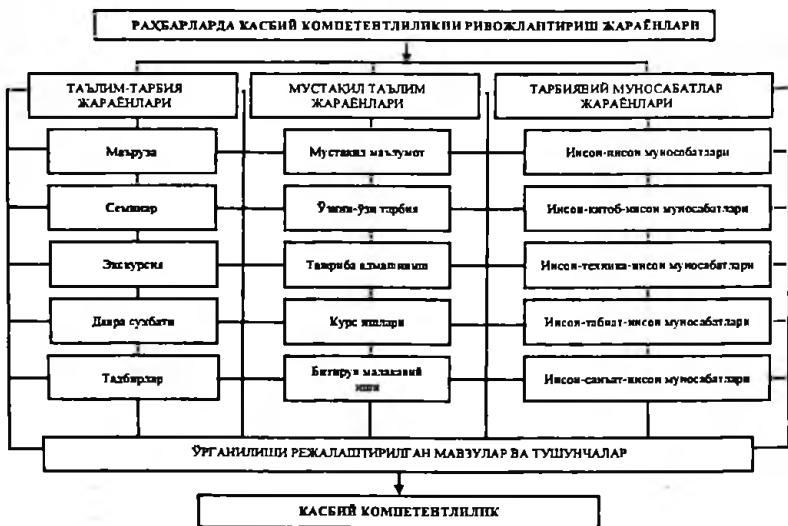 РАҲБАРЛАРДА КАСБИЙ КОМПЕТЕНТЛИЛИКНИ РИВОЖЛАНТИРИШ ЖАРАЁНЛАРИ
ТАЪЛИМ-ТАРБИЯ
ЖАРАЁНЛАРИ
МУСТАҚИЛ ТАЪЛИМ
ЖАРАЁНЛАРИ
ТАРБИЯВИЙ МУНОСАБАТЛАР
ЖАРАЁНЛАРИ
Маъруза
Мустақил маълумот
Инсон-инсон муносабатлари
Семинар
Ўзини-ўзи тарбия
Инсон-китоб-инсон муносабатлари
Экскурсия
Тажриба алмашиниш
Инсон-техника-инсон муносабатлари
Давра суҳбати
Курс ишлари
Инсон-табиат-инсон муносабатлари
Тадбирлар
Битирув малакавий
иши
Инсон-санъат-инсон муносабатлари
ЎРГАНИЛИШИ РЕЖАЛАШТИРИЛГАН МАВЗУЛАР ВА ТУШУНЧАЛАР
КАСБИЙ КОМПЕТЕНТЛИЛИК